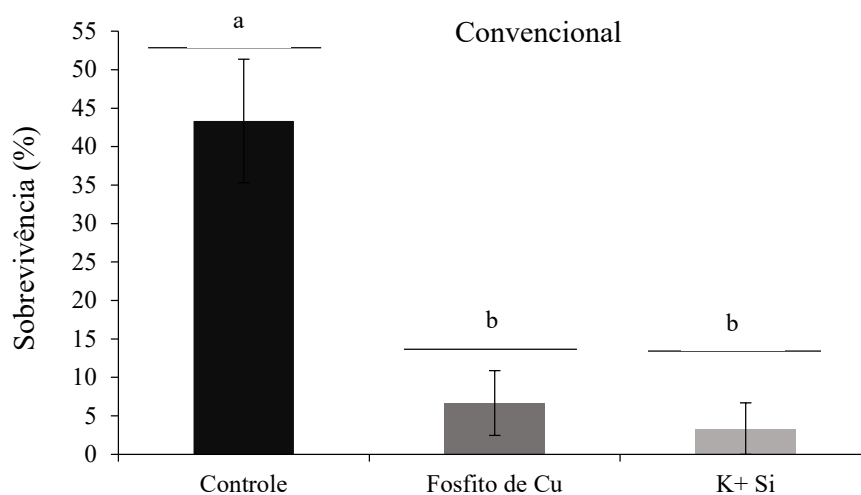 Convencional
Sobrevivência (%)
55
50
45
40
35
30
25
20
15
10
5
0
a
b
b
Controle
Fosfito de Cu
K+ Si